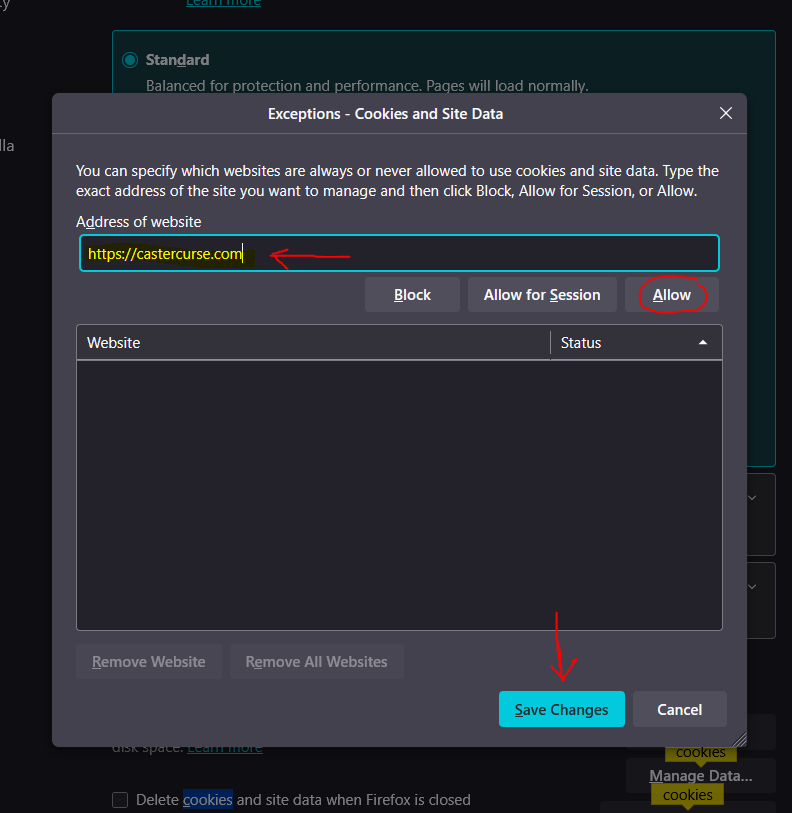 Learn more
Standard
Balanced for protection and performance. Pages will load normally.
Exceptions - Cookies and Site Data
lla
You can specify which websites are always or never allowed to use cookies and site data. Type the
exact address of the site you want to manage and then click Block, Allow for Session, or Allow.
Address of website
https://castercurse.com
Block
Allow for Session
Allow
Website
Status
Remove Website
Remove All Websites
Save Changes
Cancel
disk space. Learn more
cookies
Manage Data...
cookies
Delete cookies and site data when Firefox is closed